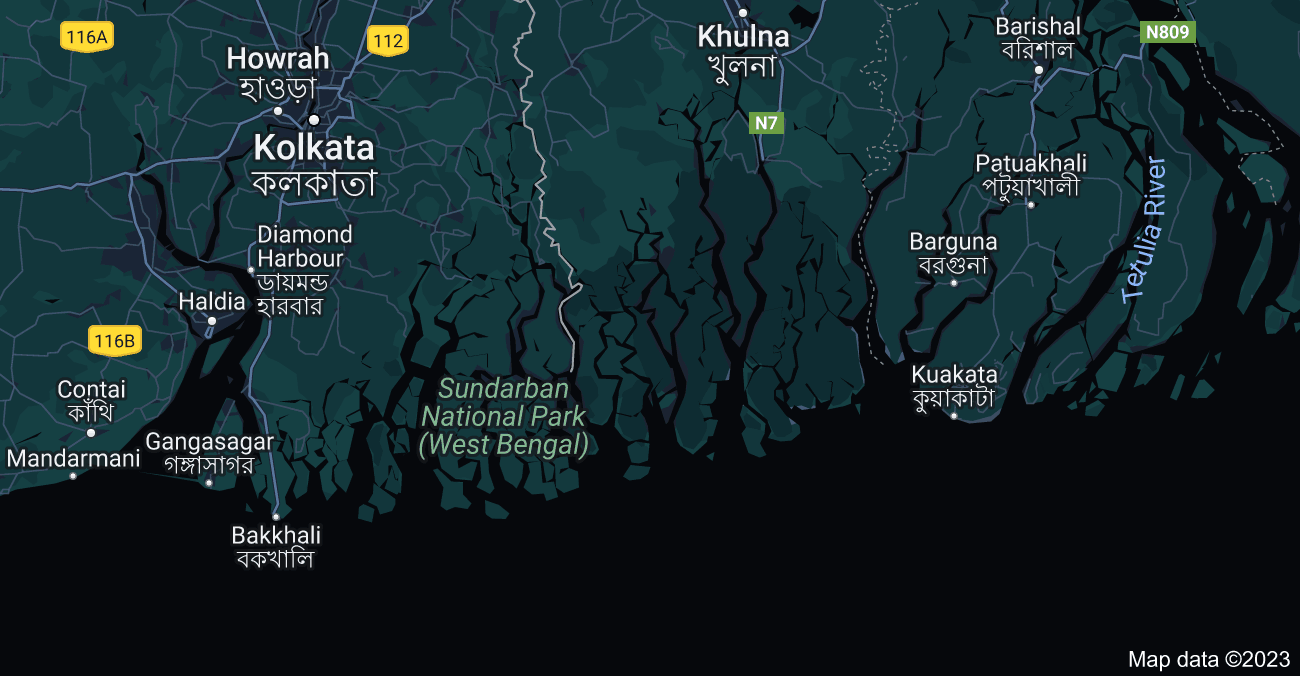 116A
112
Howrah
হাওড়া
Kolkata
কলকাতা
Khulna
খুলনা
N7
Barishal
বরিশাল
N809
Patuakhali
পটুয়াখালী
Tetulia River
Diamond
Harbour
ডায়মন্ড
হারবার
Haldia
Barguna
বরগুনা
116B
Contai
কাঁথি
Kuakata
কুয়াকাটা
Sundarban
National Park
(West Bengal)
Mandarmani
Gangasagar
গঙ্গাসাগর
Bakkhali
বকখালি
Map data ©2023